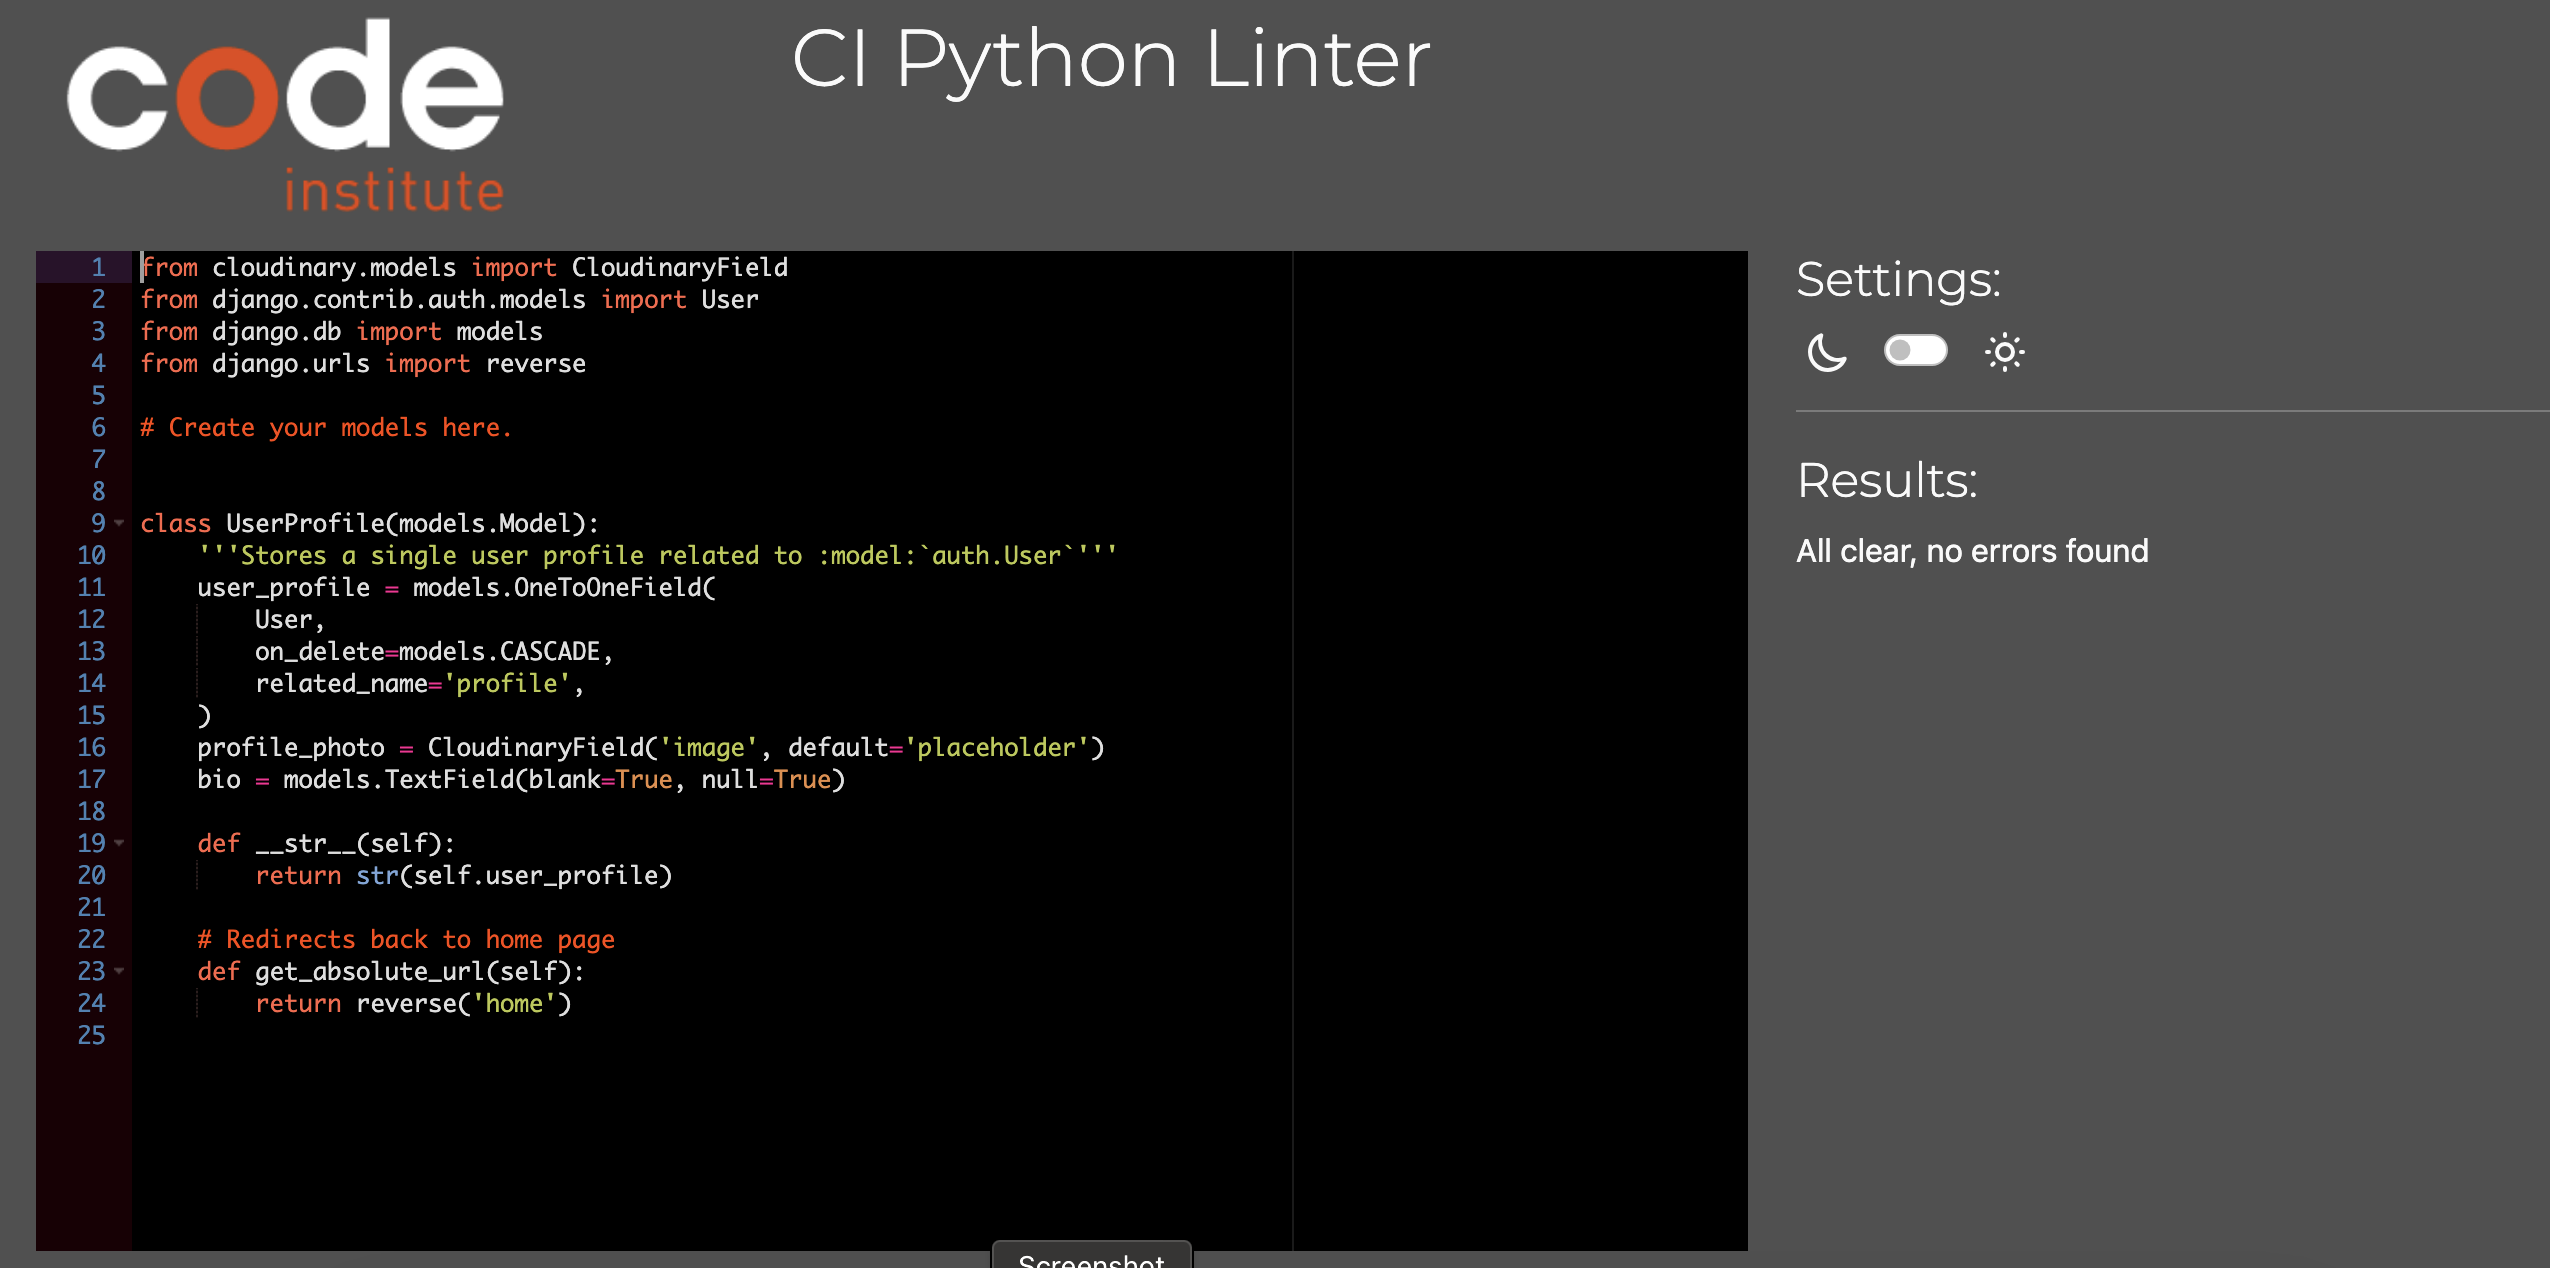 code
institute
CI Python Linter
1 from cloudinary.models import CloudinaryField
2 from django.contrib.auth.models import User
3 from django.db import models
4 from django.urls import reverse
5
6 # Create your models here.
7
8
9 class UserProfile(models.Model):
10     '''Stores a single user profile related to :model:`auth.User`'''
11     user_profile = models.OneToOneField(
12         User,
13         on_delete=models.CASCADE,
14         related_name='profile',
15     )
16     profile_photo = CloudinaryField('image', default='placeholder')
17     bio = models.TextField(blank=True, null=True)
18
19     def __str__(self):
20         return str(self.user_profile)
21
22     # Redirects back to home page
23     def get_absolute_url(self):
24         return reverse('home')
25
Settings:
Results:
All clear, no errors found
Screenshot